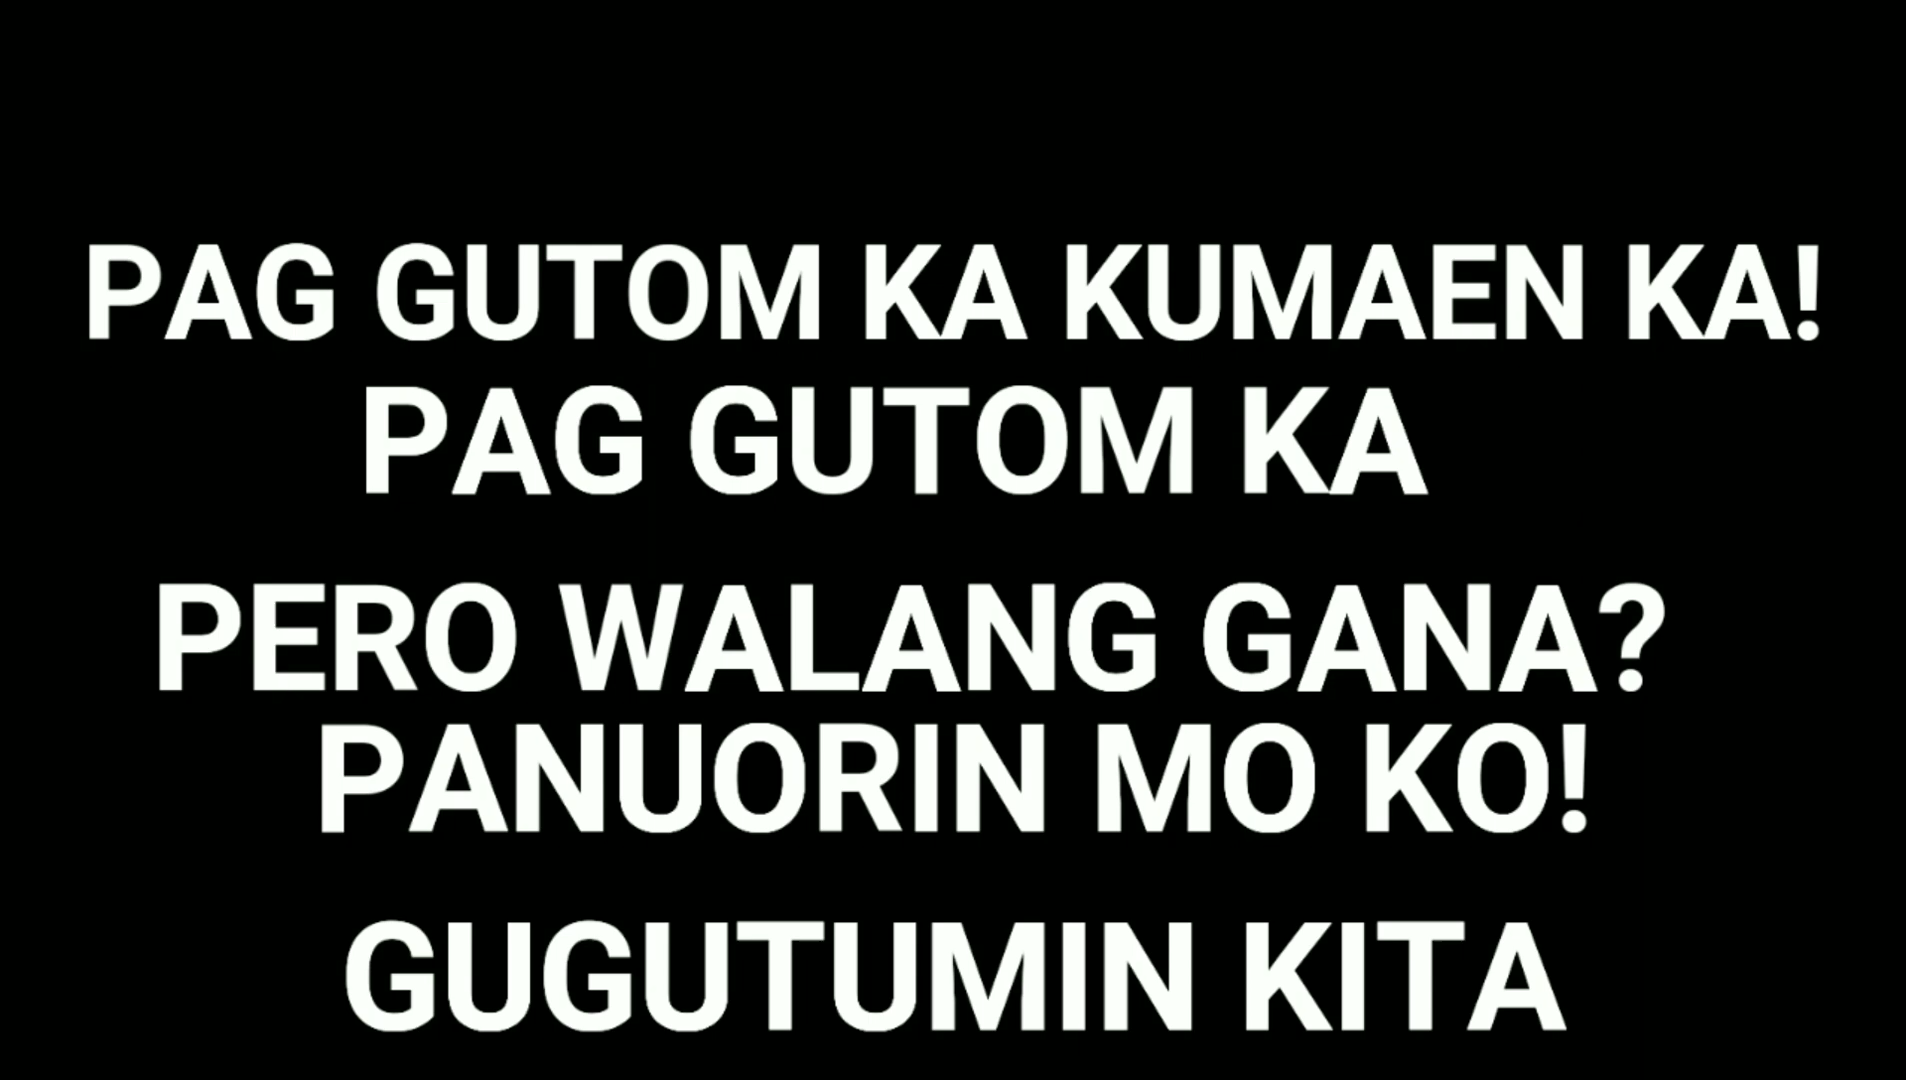 PAG GUTOM KA KUMAEN KA!
PAG GUTOM KA
PERO WALANG GANA?
PANUORIN MO KO!
GUGUTUMIN KITA